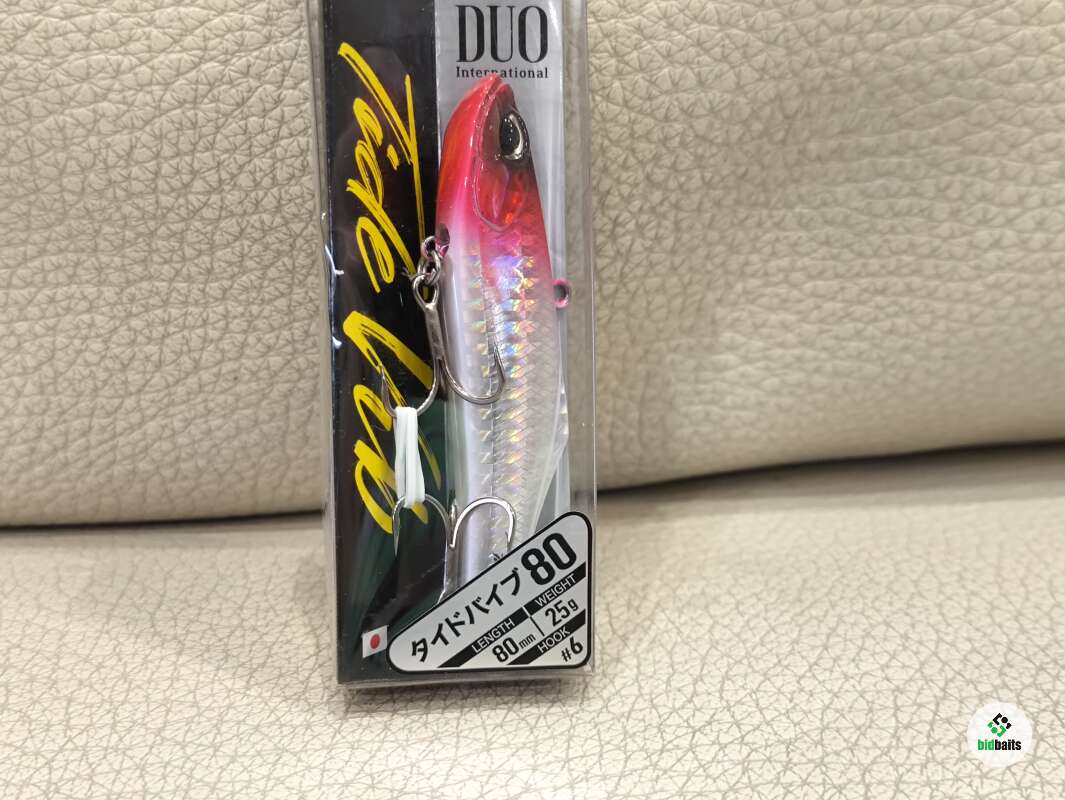 DUO
International
Tide Vib
タイドバイブ 80
LENGTH
80mm
WEIGHT
25g
HOOK
#6
bidbaits